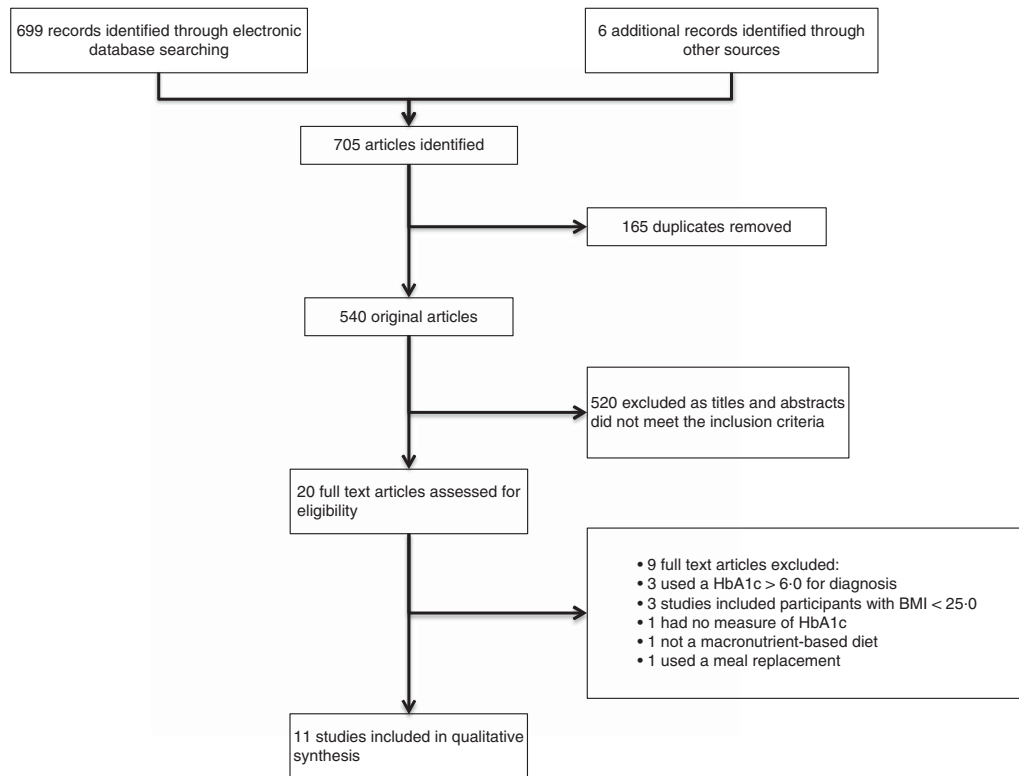 699 records identified through electronic
database searching
6 additional records identified through
other sources
705 articles identified
165 duplicates removed
540 original articles
520 excluded as titles and abstracts
did not meet the inclusion criteria
20 full text articles assessed for
eligibility
• 9 full text articles excluded:
• 3 used a HbA1c > 6·0 for diagnosis
• 3 studies included participants with BMI < 25·0
• 1 had no measure of HbA1c
• 1 not a macronutrient-based diet
• 1 used a meal replacement
11 studies included in qualitative
synthesis